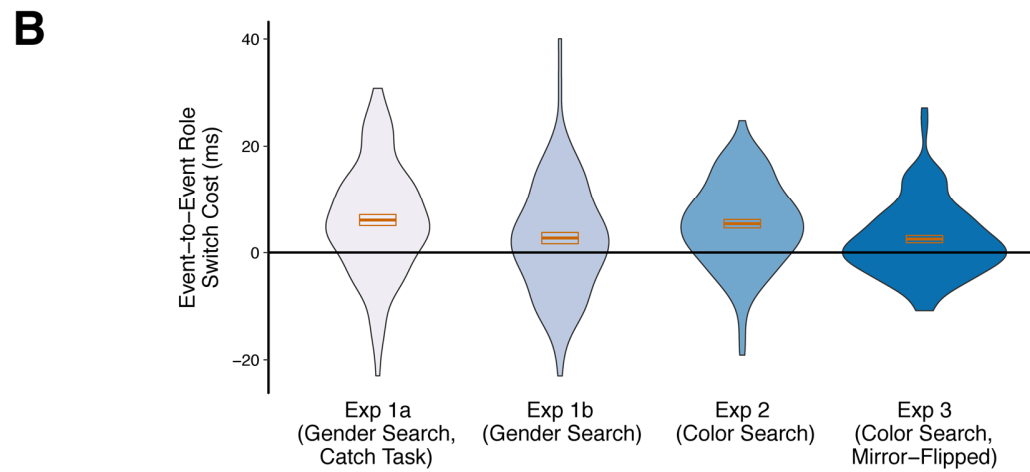 B
Event−to−Event Role
Switch Cost (ms)
40
20
0
−20
Exp 1a
(Gender Search,
Catch Task)
Exp 1b
(Gender Search)
Exp 2
(Color Search)
Exp 3
(Color Search,
Mirror−Flipped)